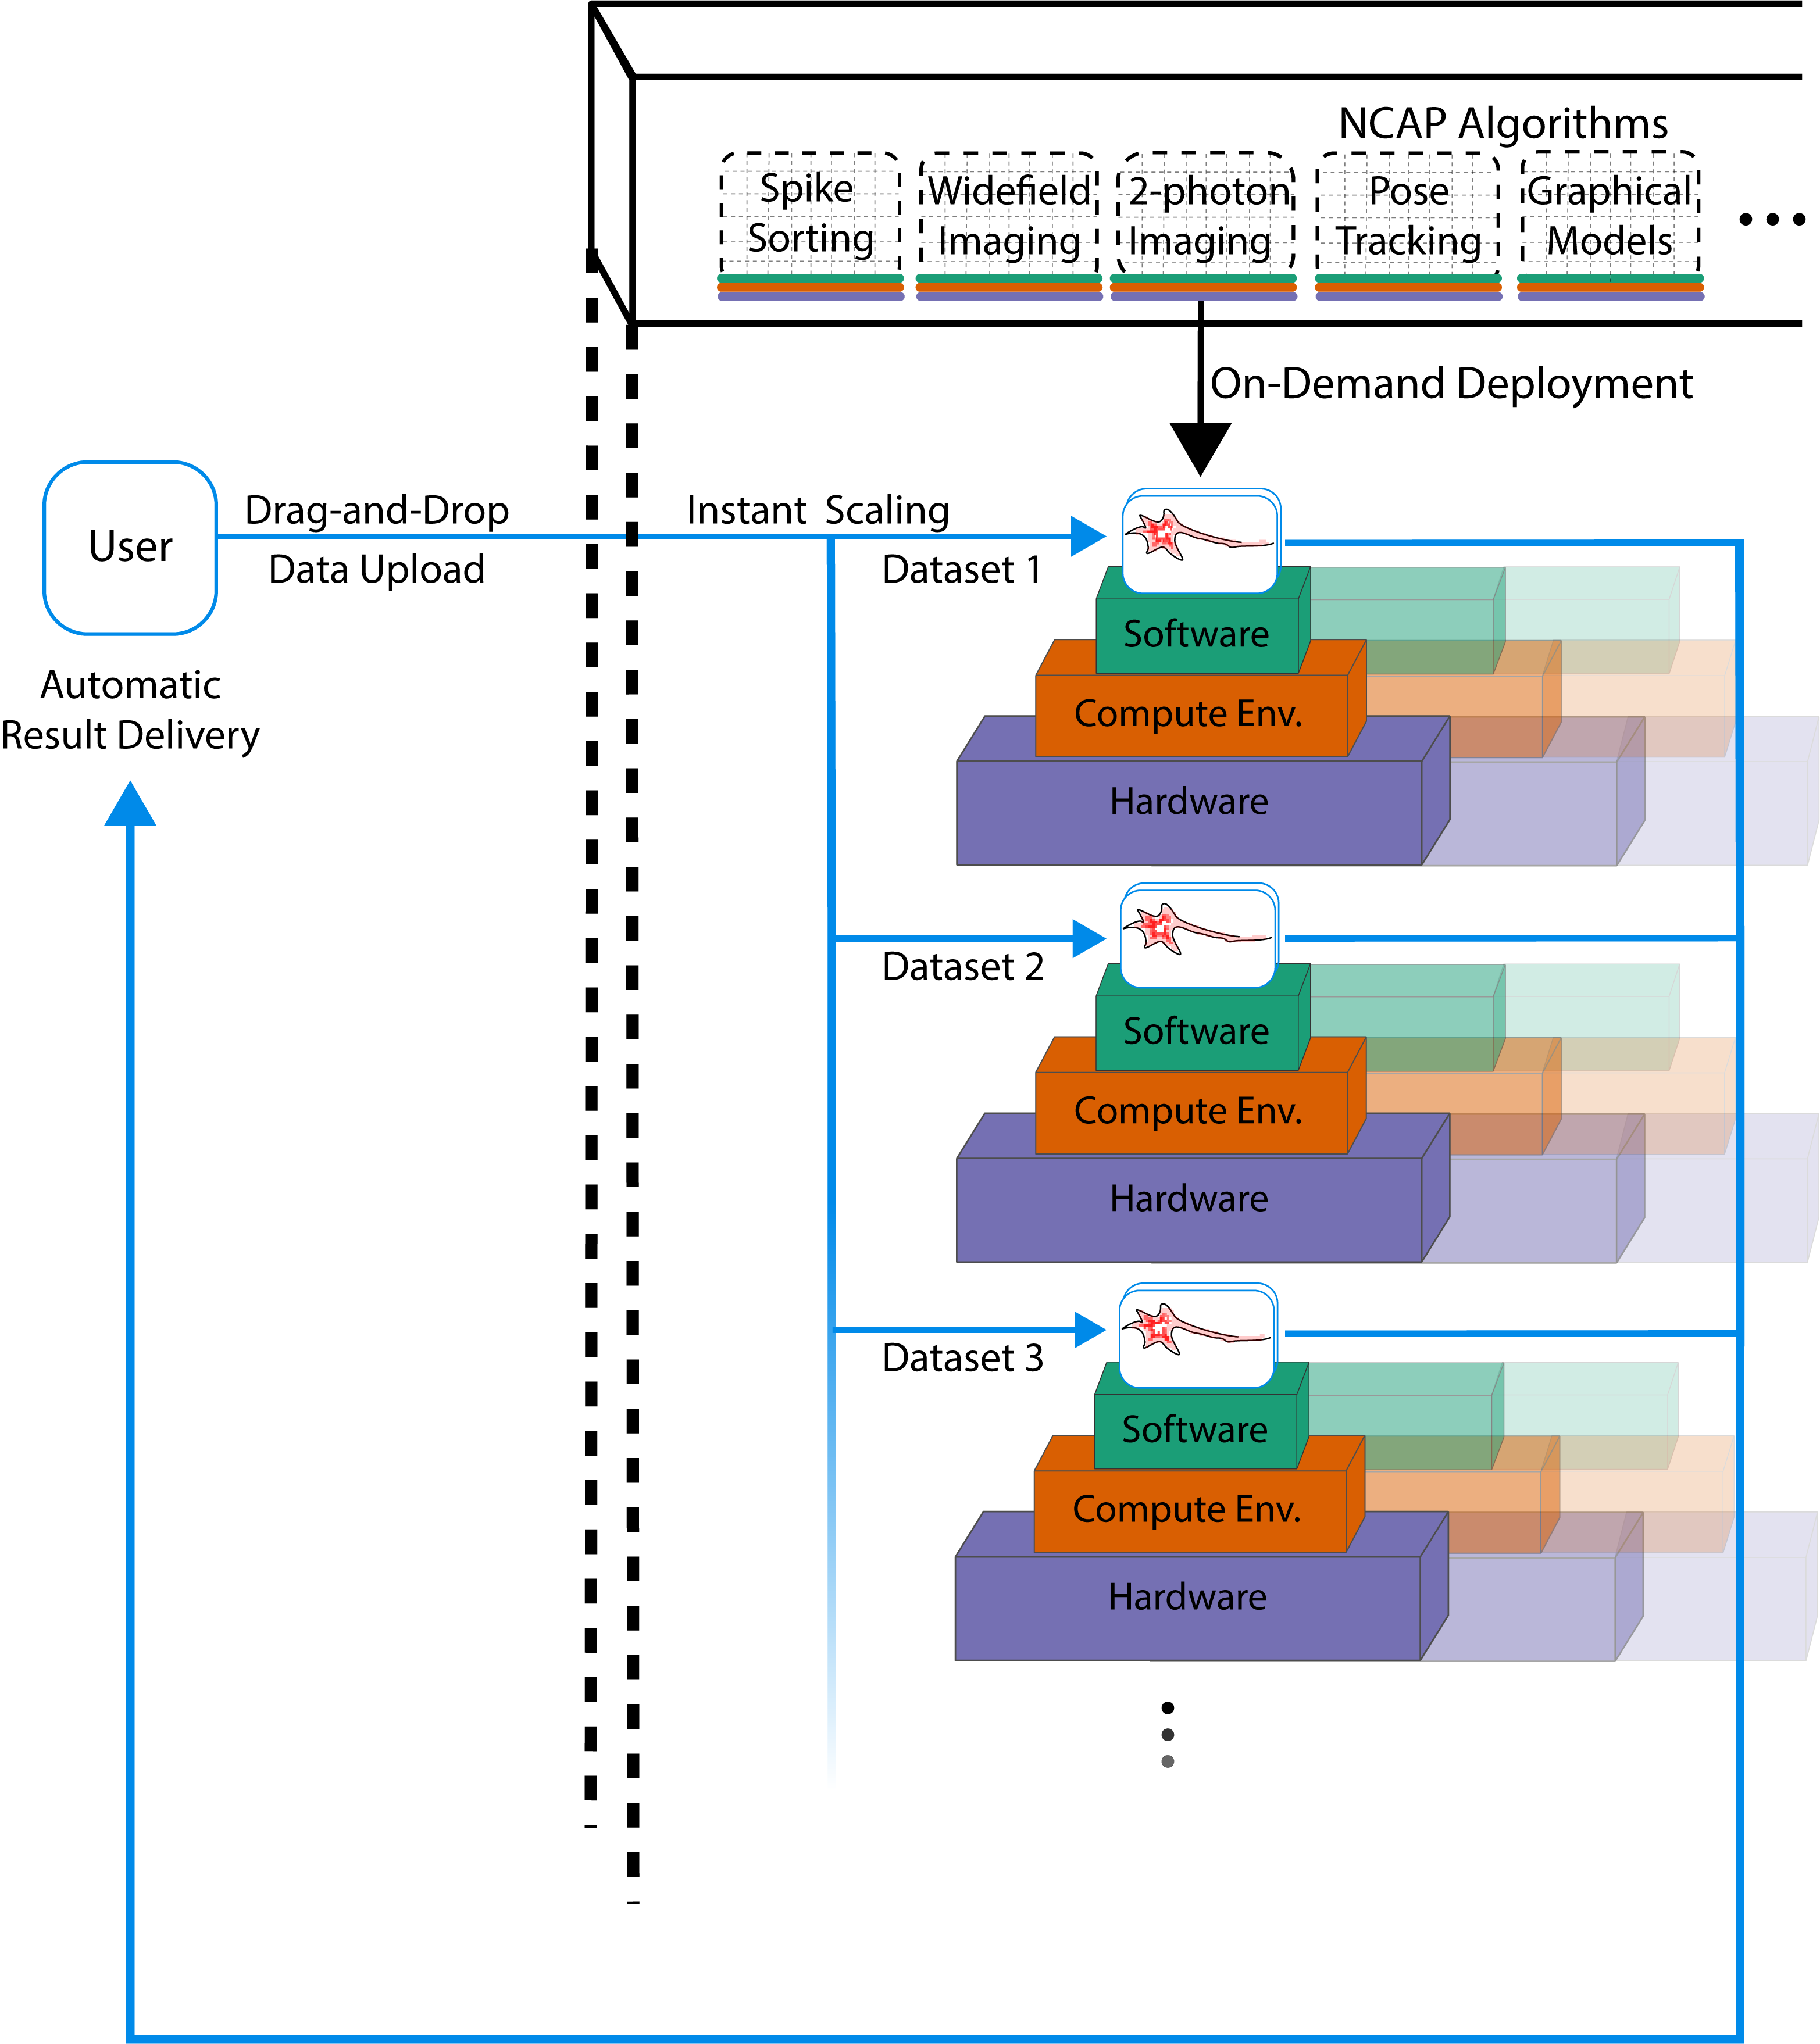 NCAP Algorithms
Spike
Sorting
Widefield
Imaging
2-photon
Imaging
Pose
Tracking
Graphical
Models
On-Demand Deployment
User
Drag-and-Drop
Data Upload
Instant Scaling
Dataset 1
Automatic
Result Delivery
Software
Compute Env.
Hardware
Dataset 2
Software
Compute Env.
Hardware
Dataset 3
Software
Compute Env.
Hardware